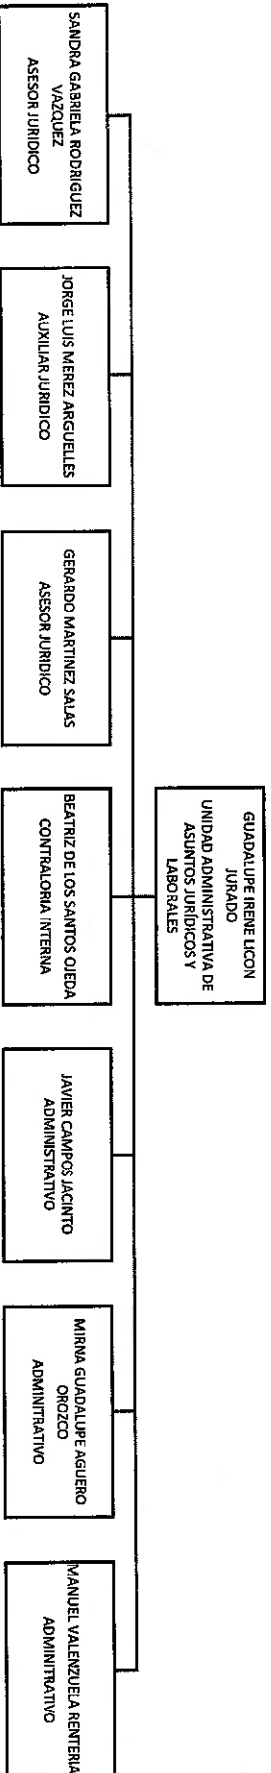 GUADALUPE IRENE LICON
JURADO
UNIDAD ADMINISTRATIVA DE
ASUNTOS JURÍDICOS Y
LABORALES
SANDRA GABRIELA RODRIGUEZ
VAZQUEZ
ASESOR JURIDICO
JORGE LUIS MEREZ ARGUELLES
AUXILIAR JURIDICO
GERARDO MARTINEZ SALAS
ASESOR JURIDICO
BEATRIZ DE LOS SANTOS OJEDA
CONTRALORIA INTERNA
JAVIER CAMPOS JACINTO
ADMINISTRATIVO
MIRNA GUADALUPE AGUERO
OROZCO
ADMINITRATIVO
MANUEL VALENZUELA RENTERIA
ADMINITRATIVO